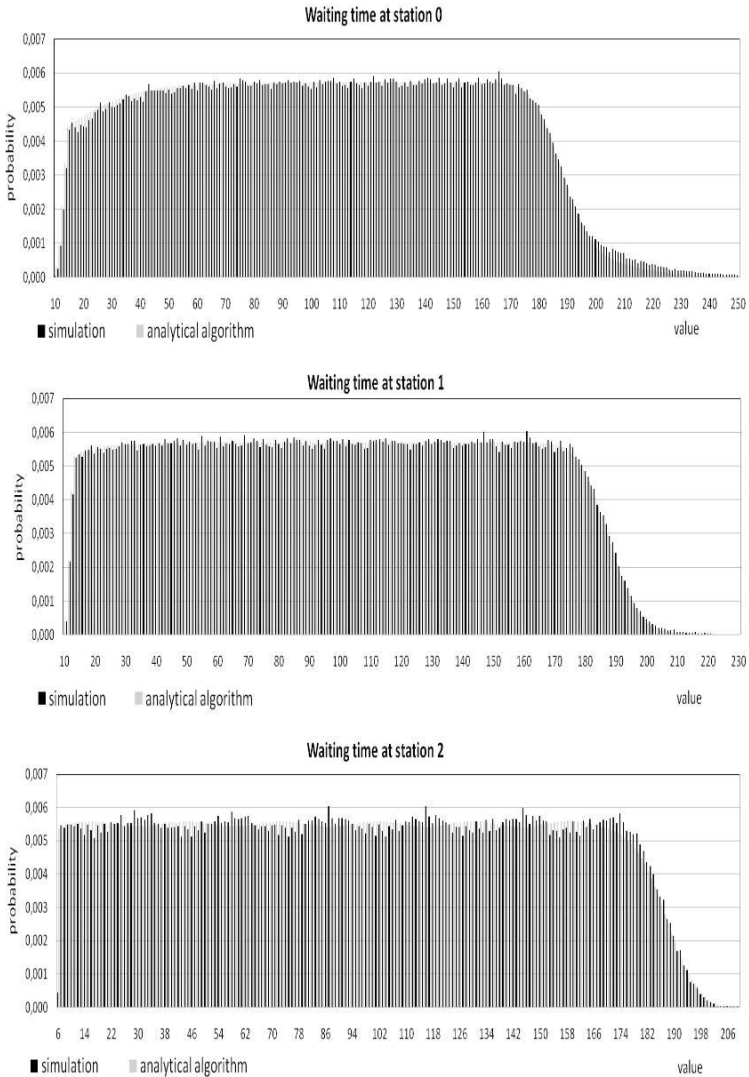 Waiting time at station 0
0,007
0,006
0,005
0,004
0,003
0,002
0,001
0,000
probability
10 20 30 40 50 60 70 80 90 100 110 120 130 140 150 160 170 180 190 200 210 220 230 240 250
simulation analytical algorithm value
Waiting time at station 1
0,007
0,006
0,005
0,004
0,003
0,002
0,001
0,000
probability
10 20 30 40 50 60 70 80 90 100 110 120 130 140 150 160 170 180 190 200 210 220 230
simulation analytical algorithm value
Waiting time at station 2
0,007
0,006
0,005
0,004
0,003
0,002
0,001
0,000
probability
6 14 22 30 38 46 54 62 70 78 86 94 102 110 118 126 134 142 150 158 166 174 182 190 198 206
simulation analytical algorithm value